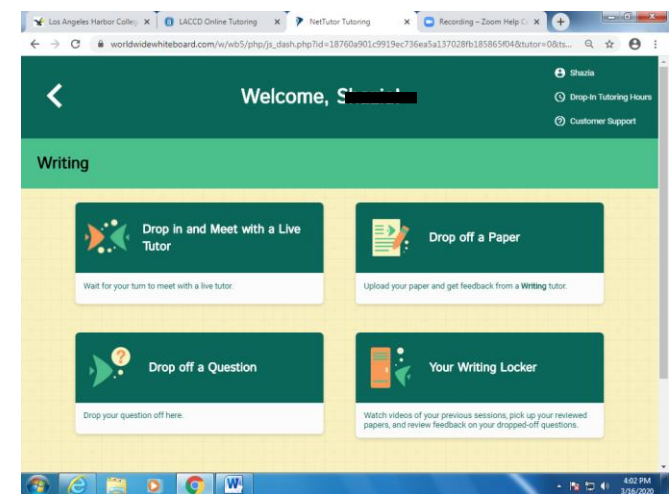 Los Angeles Harbor Colleg
LACCD Online Tutoring
NetTutor Tutoring
Recording – Zoom Help C
worldwidewhiteboard.com/w/wb5/php/js_dash.php?id=18760a901c9919ec736ea5a137028fb185865f04&tutor=0&ts...
Welcome,
Shazia
Drop-In Tutoring Hours
Customer Support
Writing
Drop in and Meet with a Live
Tutor
Wait for your turn to meet with a live tutor.
Drop off a Paper
Upload your paper and get feedback from a Writing tutor.
Drop off a Question
Drop your question off here.
Your Writing Locker
Watch videos of your previous sessions, pick up your reviewed
papers, and review feedback on your dropped-off questions.
4:02 PM
3/16/2020